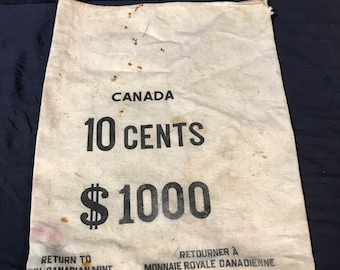 CANADA
10 CENTS
$ 1000
RETURN TO
CANADIAN MINT
RETOURNER À
MONNAIE ROYALE CANADIENNE